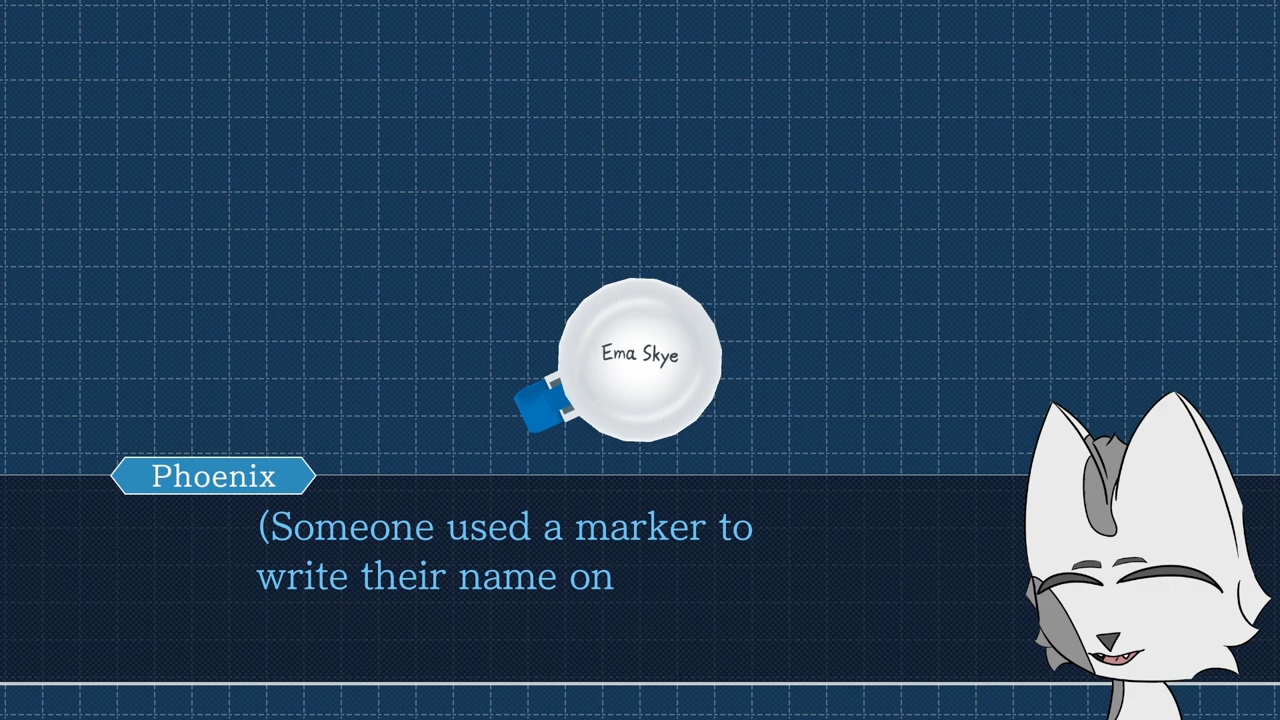 Ema Skye
Phoenix
(Someone used a marker to
write their name on